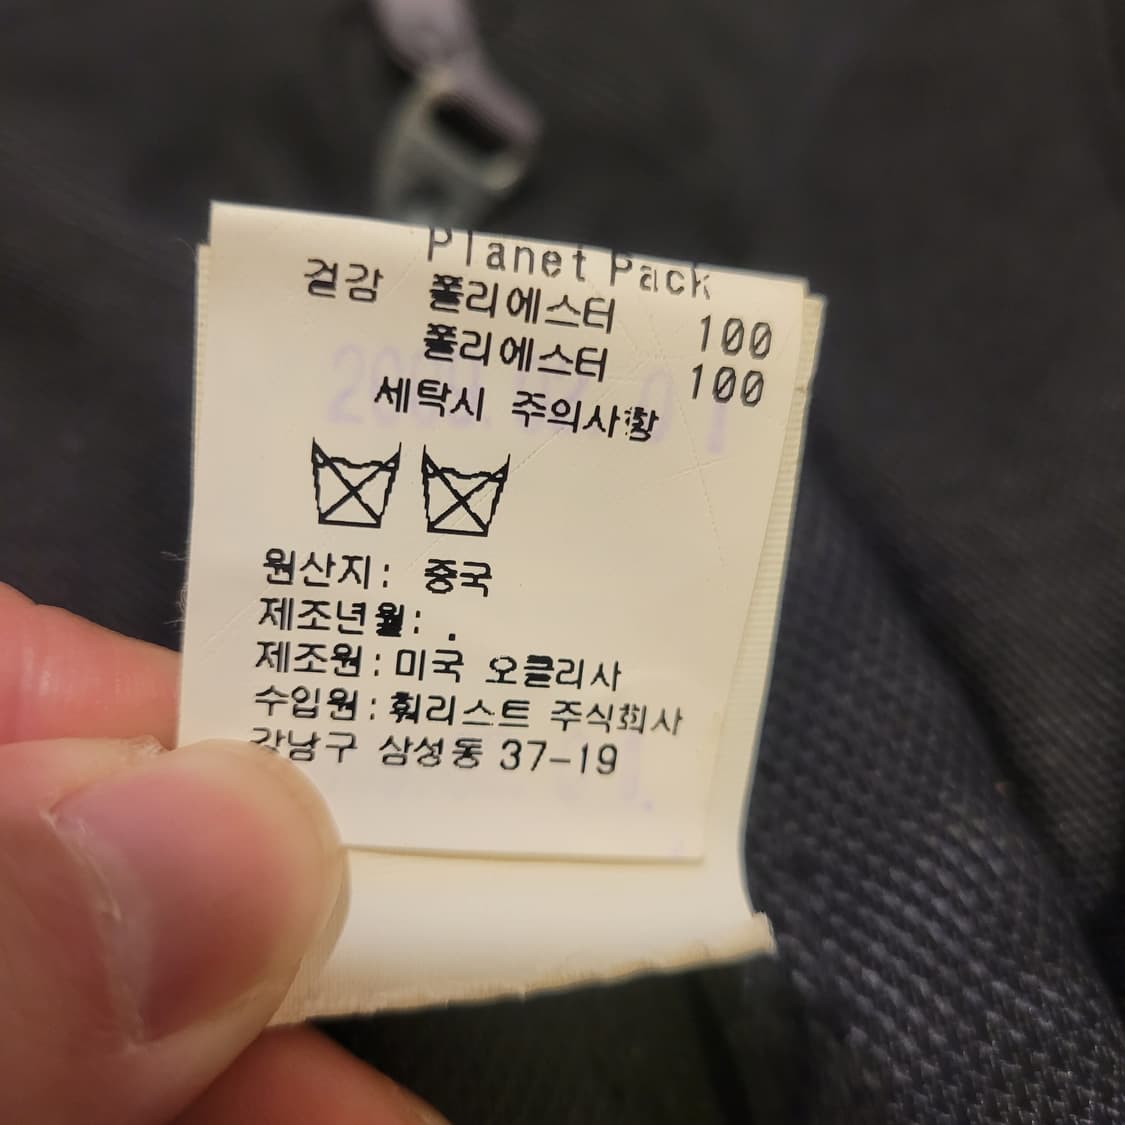 Planet Pack
겉감 폴리에스터 100
폴리에스터 100
세탁시 주의사항
원산지: 중국
제조년월: .
제조원:미국 오클리사
수입원:훠리스트 주식회사
강남구 삼성동 37-19